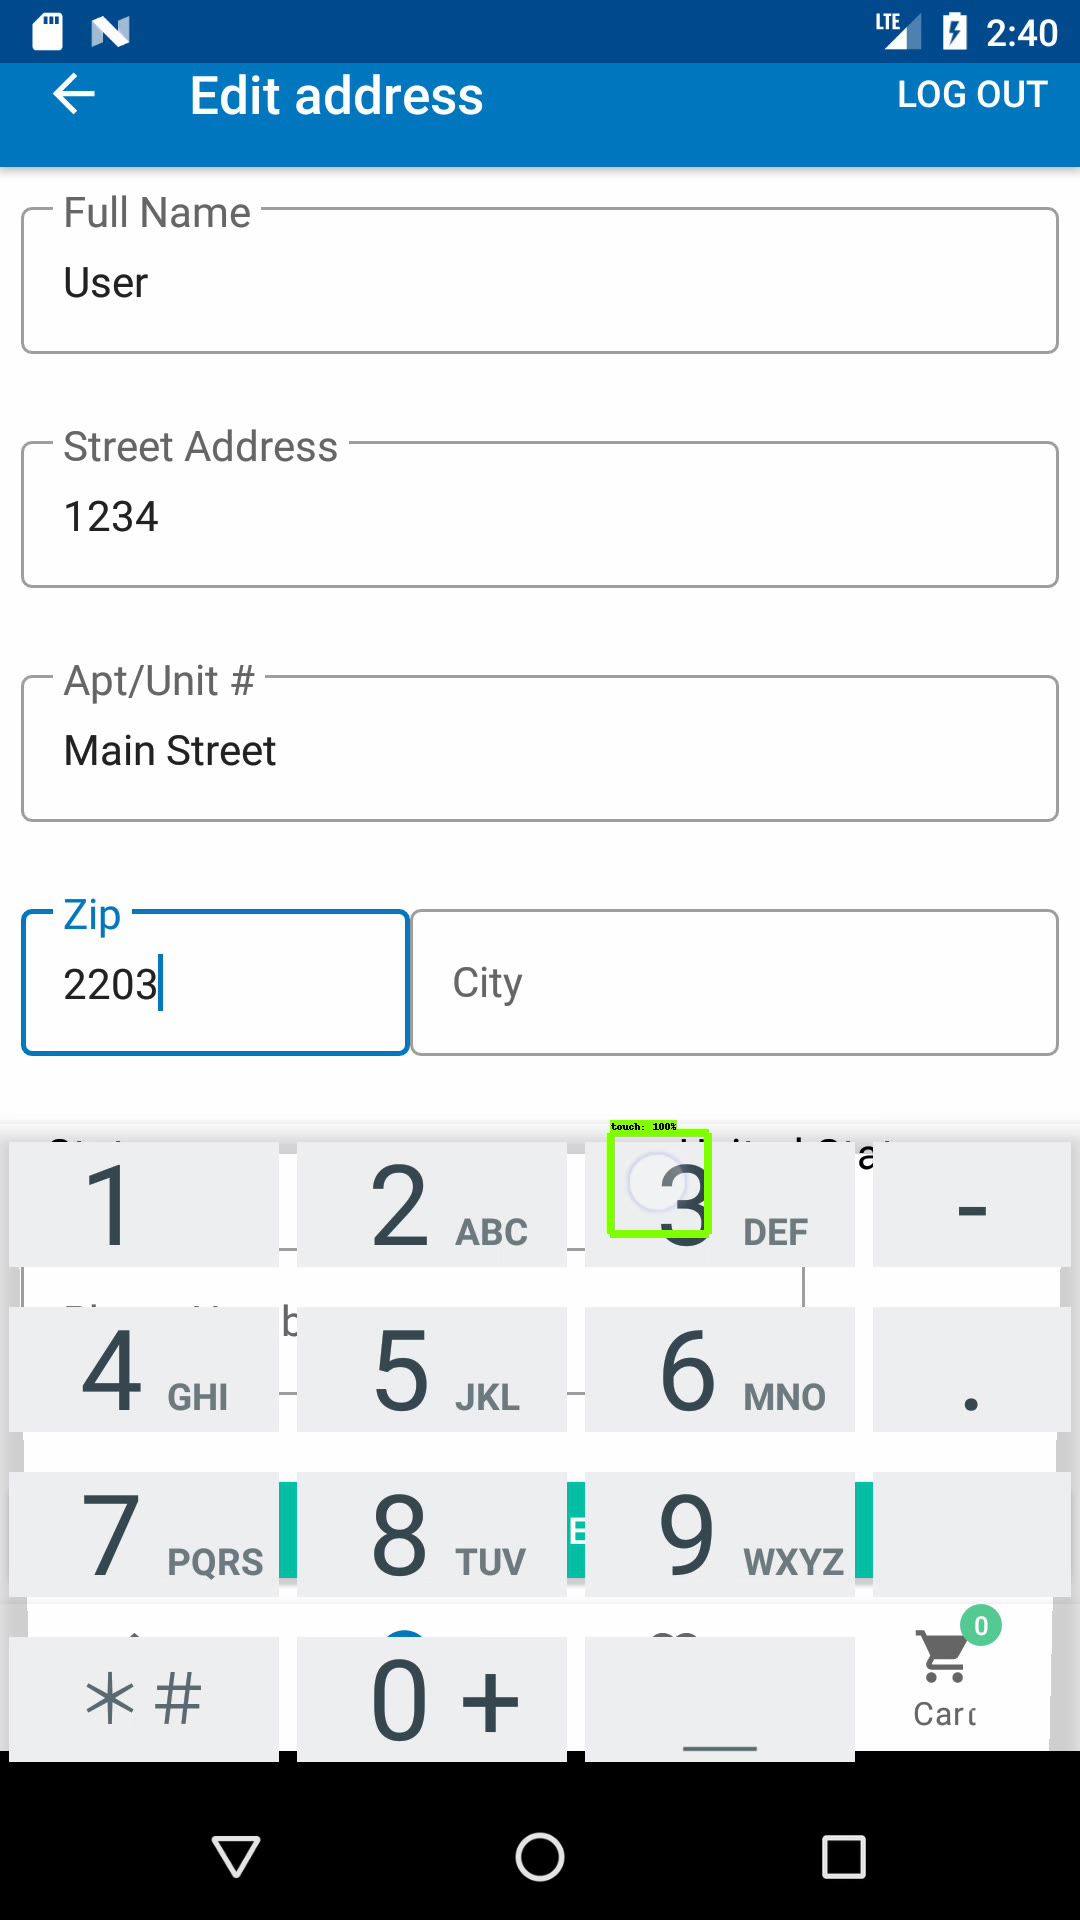 LTE 2:40
Edit address LOG OUT
Full Name
User
Street Address
1234
Apt/Unit #
Main Street
Zip
2203
City
touch: 100%
1
2 ABC
3 DEF
-
4 GHI
5 JKL
6 MNO
.
7 PQRS
8 TUV
9 WXYZ
* #
0 +
_
0